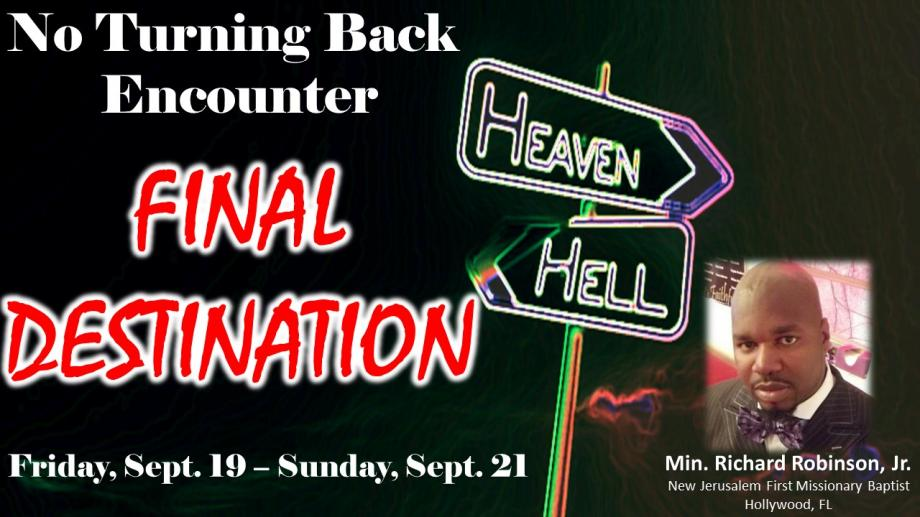 No Turning Back
Encounter
FINAL
DESTINATION
HEAVEN
HELL
Friday, Sept. 19 – Sunday, Sept. 21
Min. Richard Robinson, Jr.
New Jerusalem First Missionary Baptist
Hollywood, FL